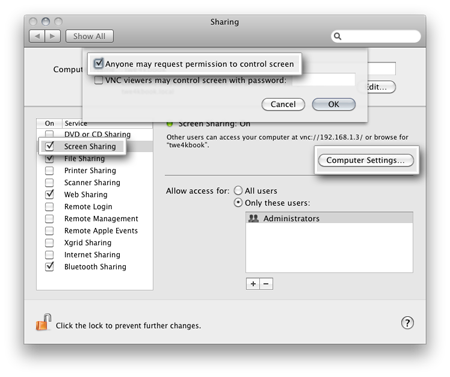 Sharing
Show All
Anyone may request permission to control screen
Comput
VNC viewers may control screen with password:
Edit...
Cancel
OK
On Service
DVD or CD Sharing
Screen Sharing
File Sharing
Printer Sharing
Scanner Sharing
Web Sharing
Remote Login
Remote Management
Remote Apple Events
Xgrid Sharing
Internet Sharing
Bluetooth Sharing
Screen Sharing: On
Other users can access your computer at vnc://192.168.1.3/ or browse for
“twe4kbook”.
Computer Settings...
Allow access for:
All users
Only these users:
Administrators
+ −
Click the lock to prevent further changes.
?